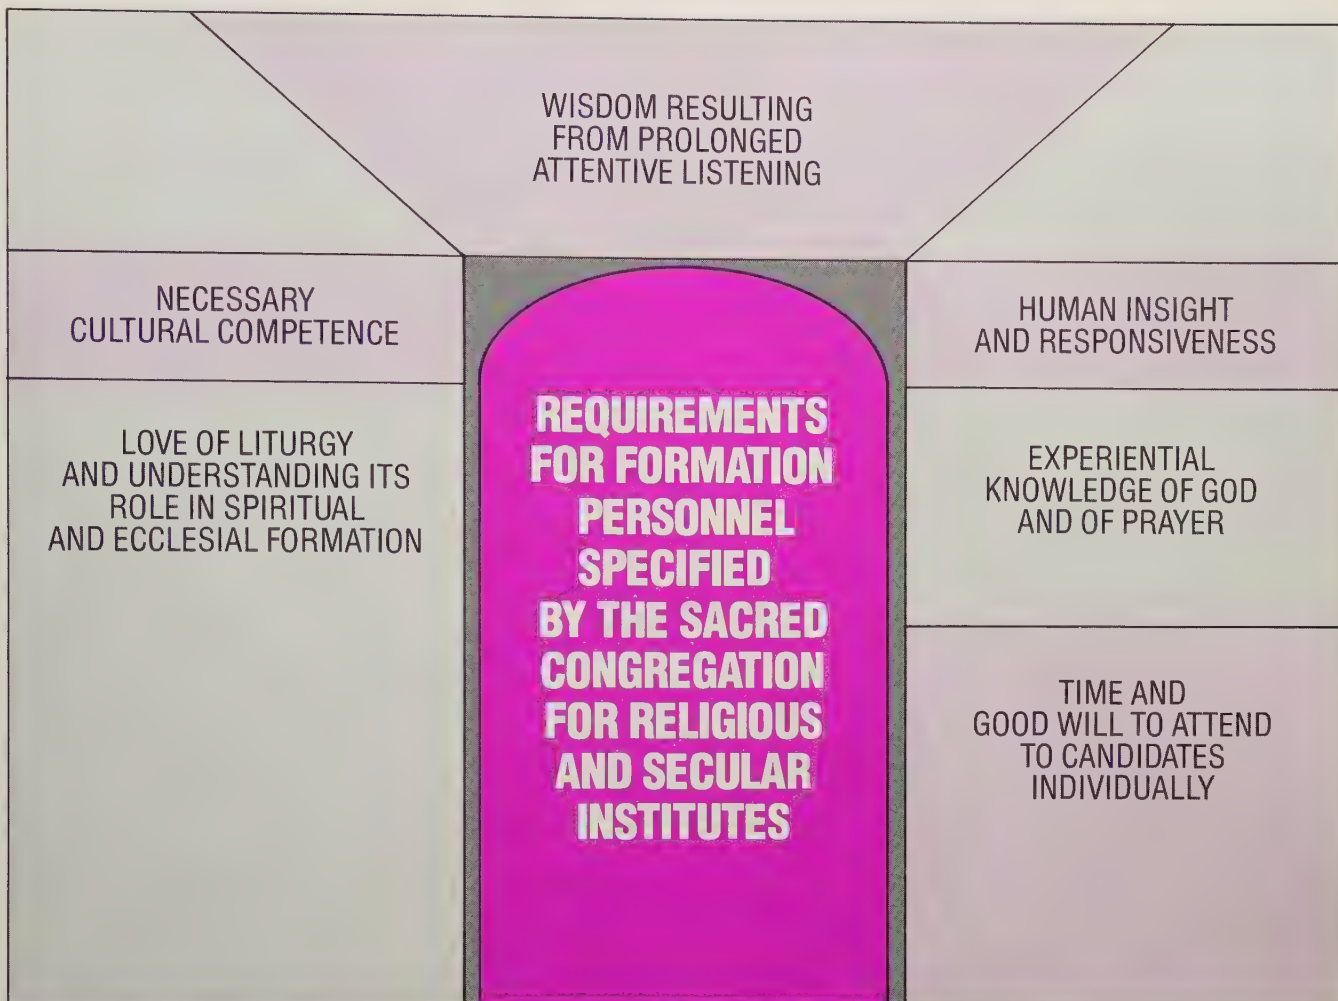 WISDOM RESULTING
FROM PROLONGED
ATTENTIVE LISTENING
NECESSARY
CULTURAL COMPETENCE
LOVE OF LITURGY
AND UNDERSTANDING ITS
ROLE IN SPIRITUAL
AND ECCLESIAL FORMATION
REQUIREMENTS
FOR FORMATION
PERSONNEL
SPECIFIED
BY THE SACRED
CONGREGATION
FOR RELIGIOUS
AND SECULAR
INSTITUTES
HUMAN INSIGHT
AND RESPONSIVENESS
EXPERIENTIAL
KNOWLEDGE OF GOD
AND OF PRAYER
TIME AND
GOOD WILL TO ATTEND
TO CANDIDATES
INDIVIDUALLY